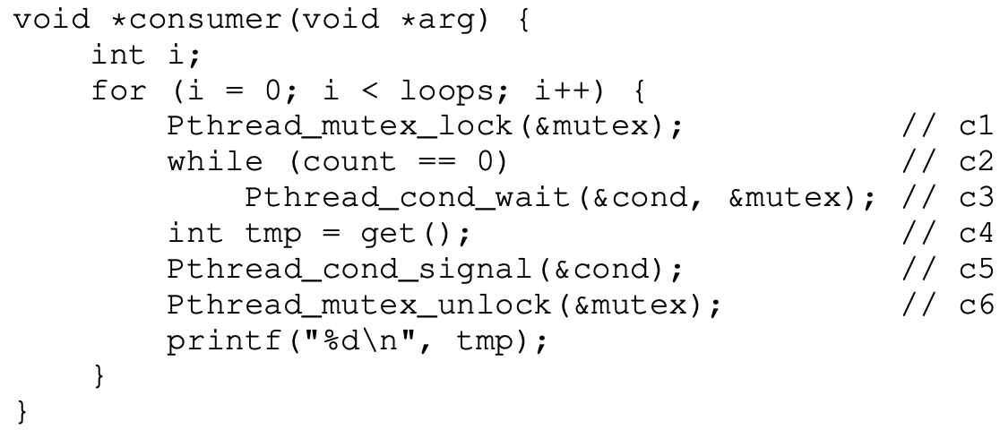 void *consumer(void *arg) {
    int i;
    for (i = 0; i < loops; i++) {
        Pthread_mutex_lock(&mutex);           // c1
        while (count == 0)                    // c2
            Pthread_cond_wait(&cond, &mutex); // c3
        int tmp = get();                      // c4
        Pthread_cond_signal(&cond);           // c5
        Pthread_mutex_unlock(&mutex);         // c6
        printf("%d\n", tmp);
    }
}